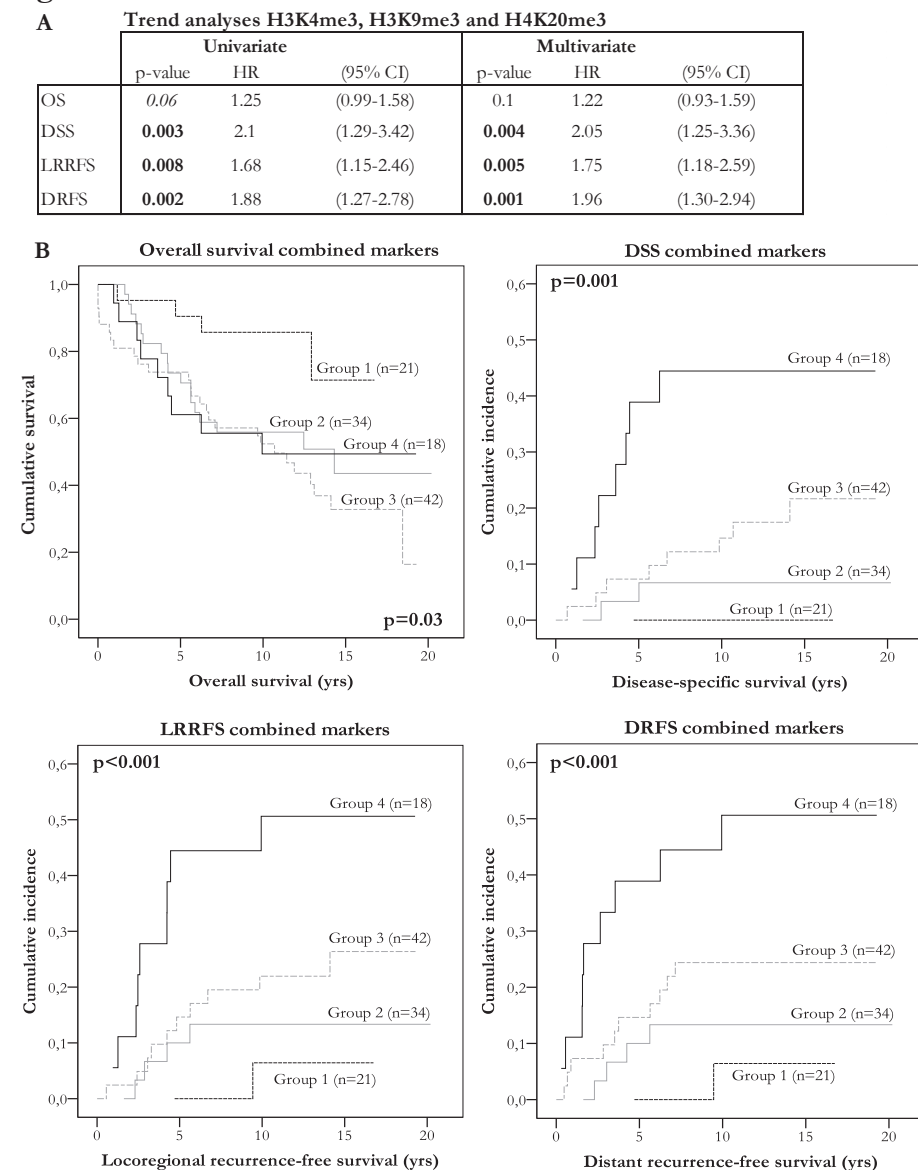 A
Trend analyses H3K4me3, H3K9me3 and H4K20me3
Univariate Multivariate
p-value HR (95% CI) p-value HR (95% CI)
OS 0.06 1.25 (0.99-1.58) 0.1 1.22 (0.93-1.59)
DSS 0.003 2.1 (1.29-3.42) 0.004 2.05 (1.25-3.36)
LRRFS 0.008 1.68 (1.15-2.46) 0.005 1.75 (1.18-2.59)
DRFS 0.002 1.88 (1.27-2.78) 0.001 1.96 (1.30-2.94)
B
Overall survival combined markers
Cumulative survival
1,0
0,8
0,6
0,4
0,2
0,0
Group 1 (n=21)
Group 2 (n=34)
Group 4 (n=18)
Group 3 (n=42)
p=0.03
0 5 10 15 20
Overall survival (yrs)
DSS combined markers
p=0.001
Cumulative incidence
0,6
0,5
0,4
0,3
0,2
0,1
0,0
Group 4 (n=18)
Group 3 (n=42)
Group 2 (n=34)
Group 1 (n=21)
0 5 10 15 20
Disease-specific survival (yrs)
LRRFS combined markers
p<0.001
Cumulative incidence
0,6
0,5
0,4
0,3
0,2
0,1
0,0
Group 4 (n=18)
Group 3 (n=42)
Group 2 (n=34)
Group 1 (n=21)
0 5 10 15 20
Locoregional recurrence-free survival (yrs)
DRFS combined markers
p<0.001
Cumulative incidence
0,6
0,5
0,4
0,3
0,2
0,1
0,0
Group 4 (n=18)
Group 3 (n=42)
Group 2 (n=34)
Group 1 (n=21)
0 5 10 15 20
Distant recurrence-free survival (yrs)